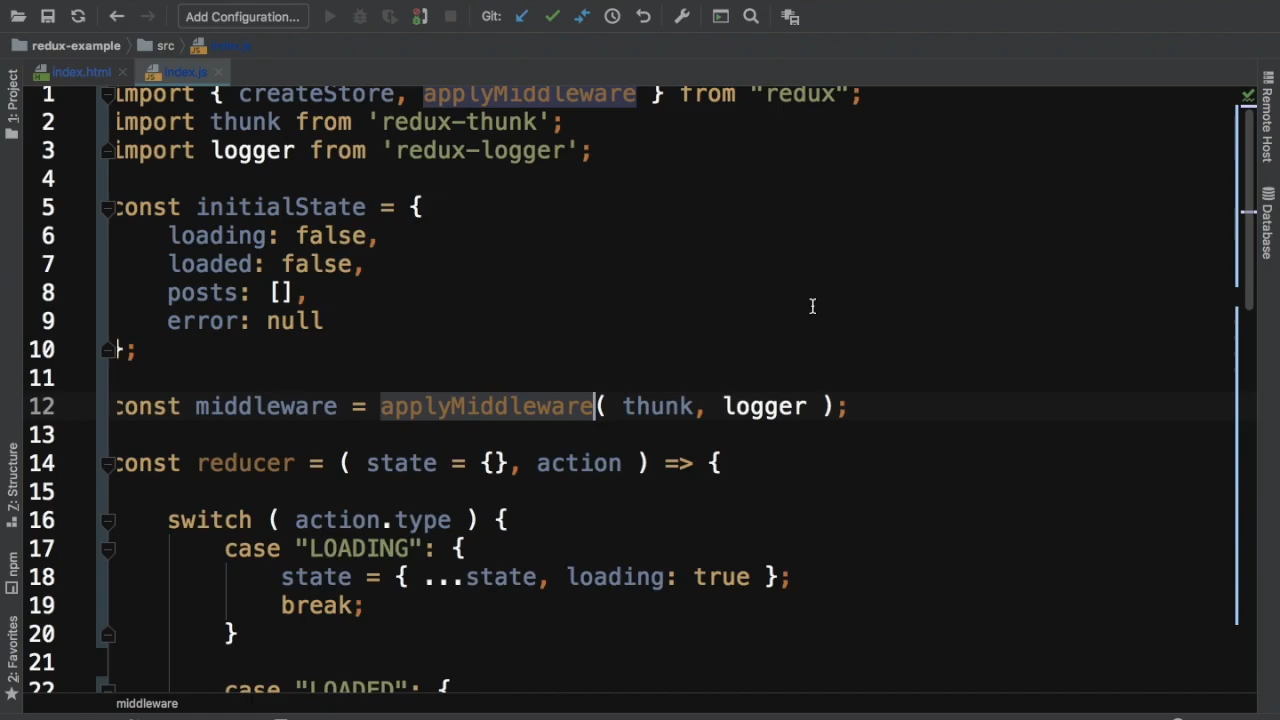 Add Configuration...
Git:
redux-example
src
index.js
index.html
index.js
1: Project
Z: Structure
npm
2: Favorites
Remote Host
Database
1 import { createStore, applyMiddleware } from "redux";
2 import thunk from 'redux-thunk';
3 import logger from 'redux-logger';
4
5 const initialState = {
6 loading: false,
7 loaded: false,
8 posts: [],
9 error: null
10 };
11
12 const middleware = applyMiddleware( thunk, logger );
13
14 const reducer = ( state = {}, action ) => {
15
16 switch ( action.type ) {
17 case "LOADING": {
18 state = { ...state, loading: true };
19 break;
20 }
21
22 case "LOADED": {
middleware